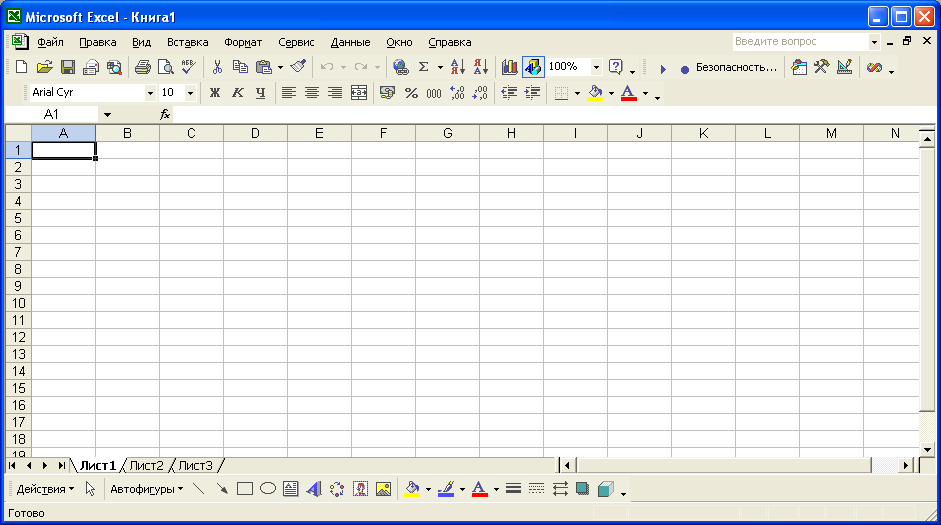 Microsoft Excel - Книга1
Файл Правка Вид Вставка Формат Сервис Данные Окно Справка Введите вопрос
100% Безопасность...
Arial Cyr 10 Ж К Ч % 000
A1 fx
A B C D E F G H I J K L M N
1
2
3
4
5
6
7
8
9
10
11
12
13
14
15
16
17
18
19
Лист1 Лист2 Лист3
Действия Автофигуры
Готово